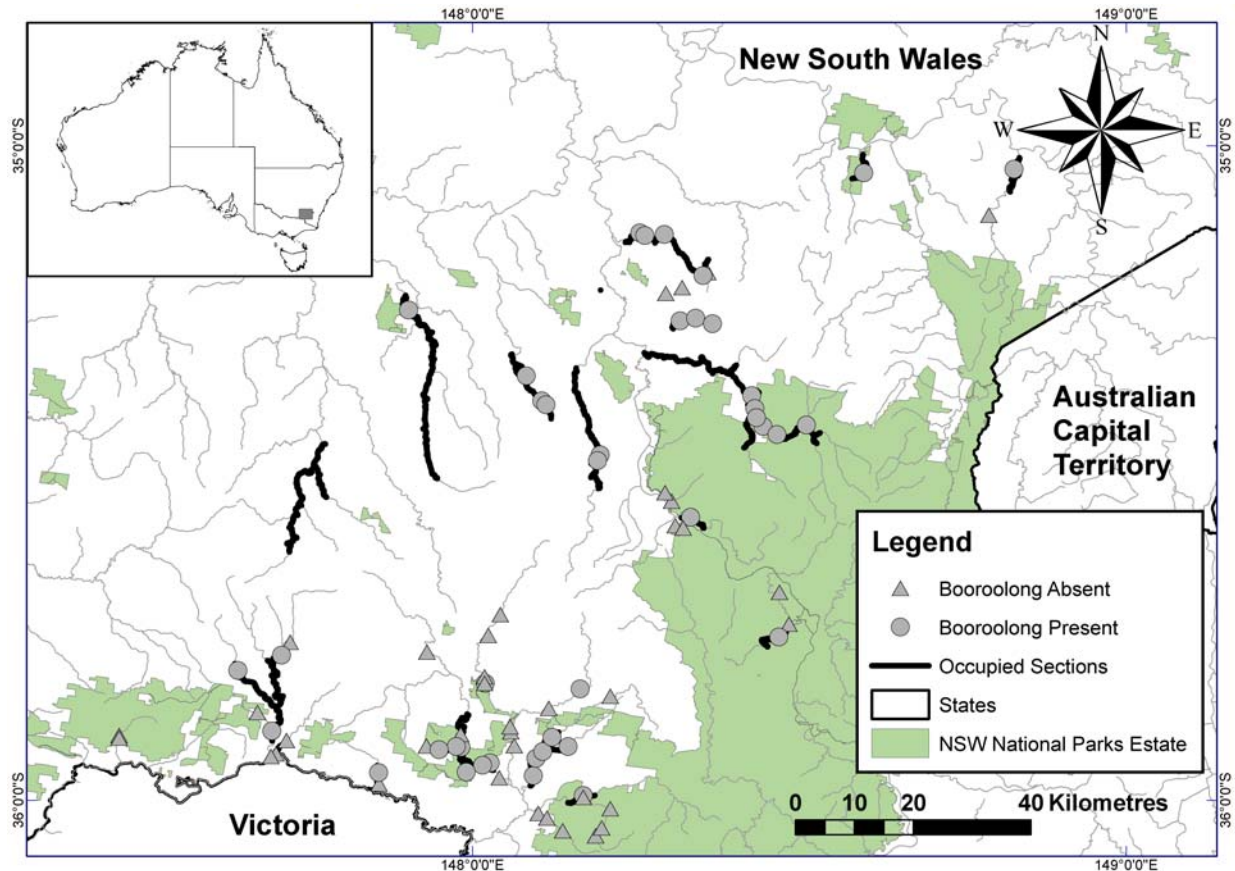 148°0'0"E
149°0'0"E
New South Wales
N
W
E
S
35°0'0"S
35°0'0"S
Australian
Capital
Territory
Legend
Booroolong Absent
Booroolong Present
Occupied Sections
States
NSW National Parks Estate
0 10 20 40 Kilometres
Victoria
36°0'0"S
36°0'0"S
148°0'0"E
149°0'0"E